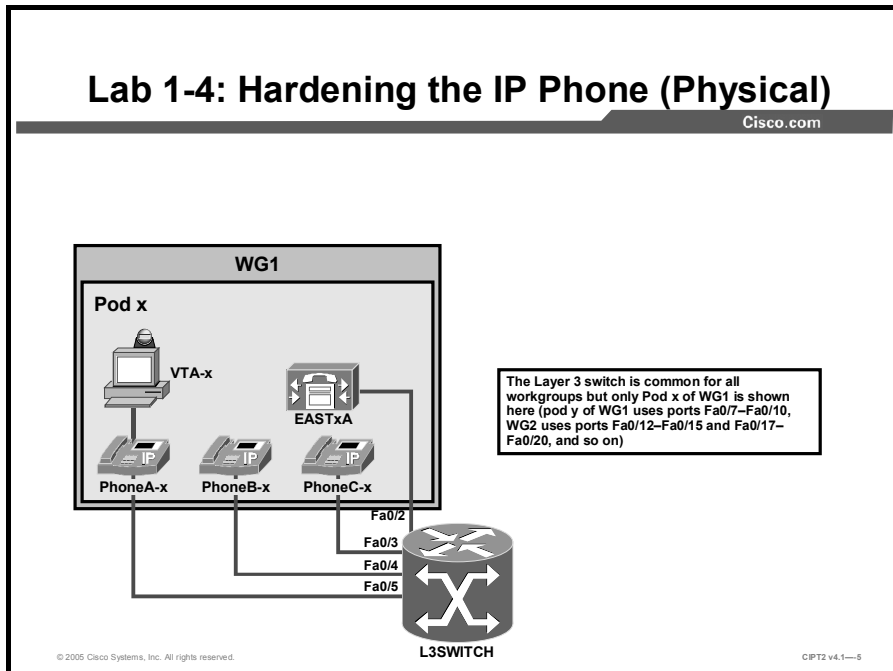 Lab 1-4: Hardening the IP Phone (Physical)
Cisco.com
WG1
Pod x
VTA-x
EASTxA
IP
IP
IP
PhoneA-x
PhoneB-x
PhoneC-x
The Layer 3 switch is common for all
workgroups but only Pod x of WG1 is shown
here (pod y of WG1 uses ports Fa0/7–Fa0/10,
WG2 uses ports Fa0/12–Fa0/15 and Fa0/17–
Fa0/20, and so on)
Fa0/2
Fa0/3
Fa0/4
Fa0/5
L3SWITCH
© 2005 Cisco Systems, Inc. All rights reserved.
CIPT2 v4.1—-5